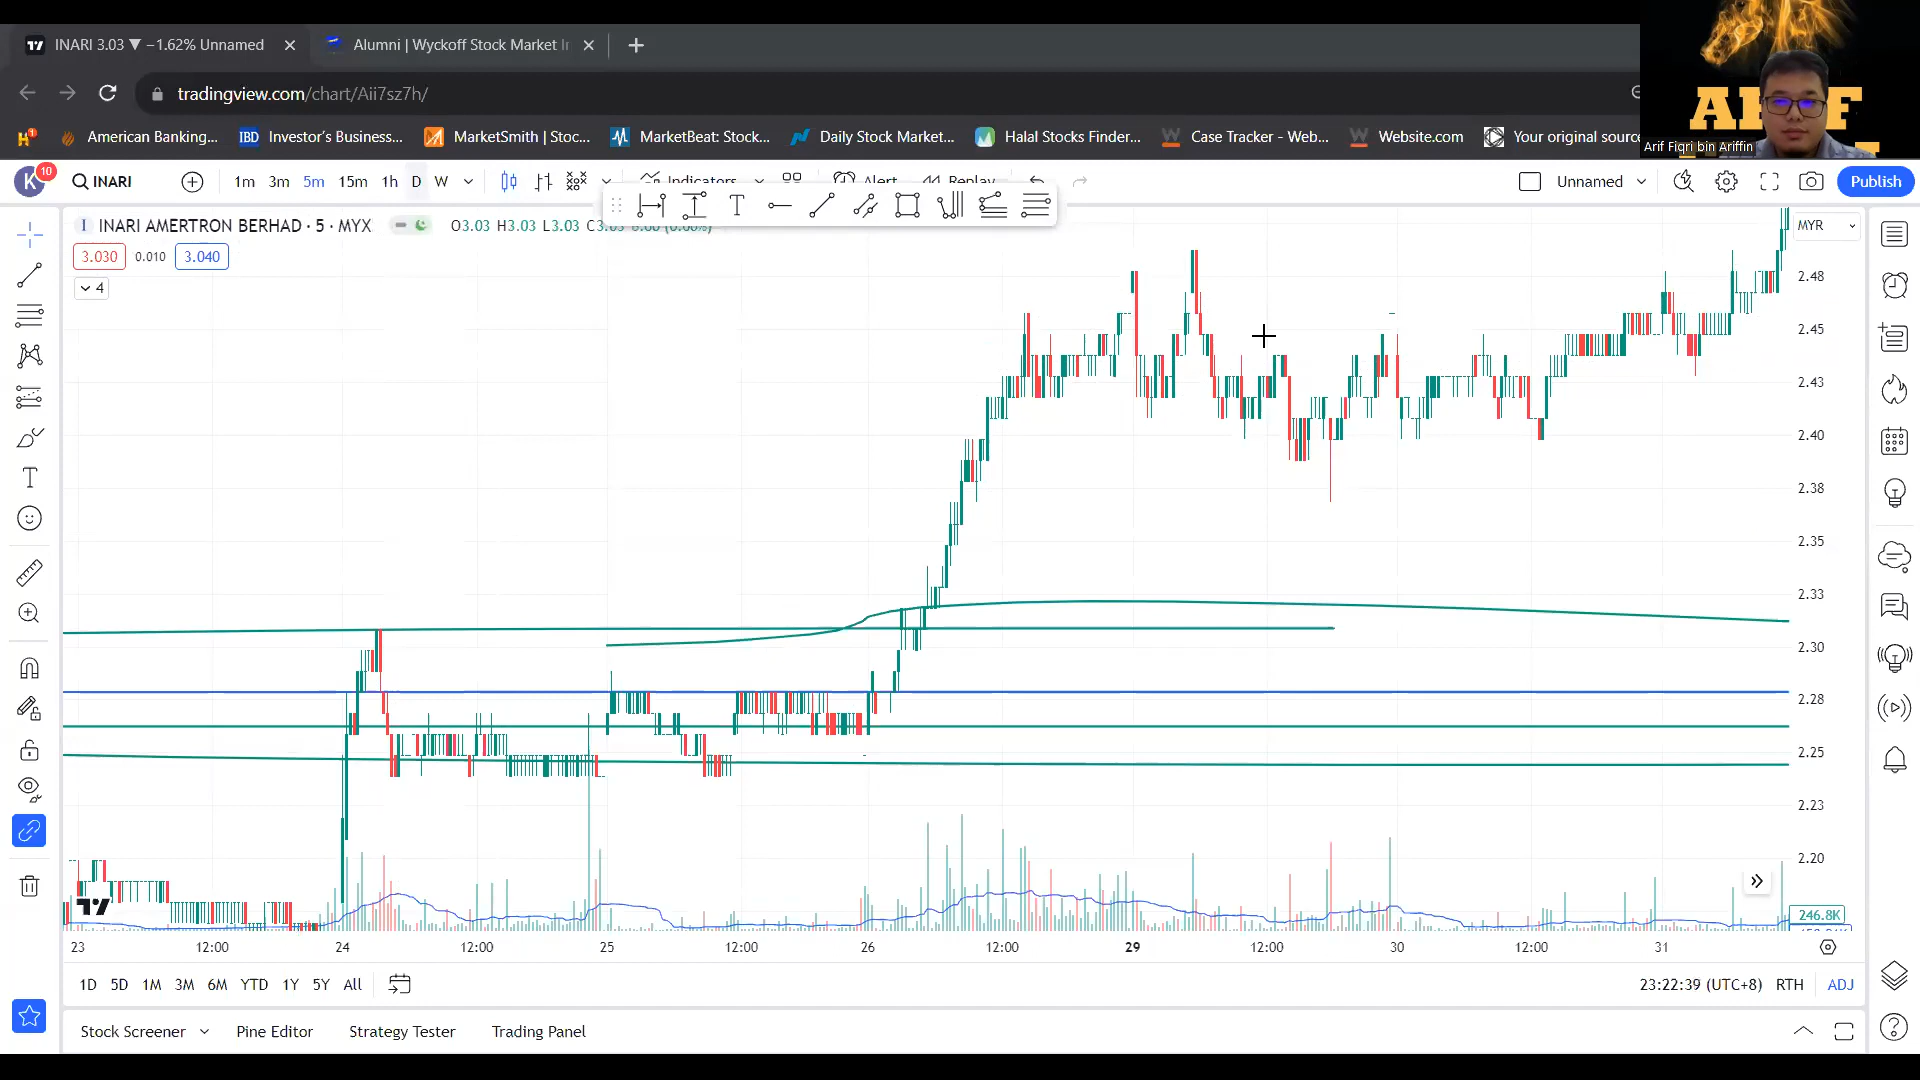 INARI 3.03 ▼ −1.62% Unnamed
Alumni | Wyckoff Stock Market
tradingview.com/chart/Aii7sz7h/
American Banking...
IBD Investor's Business...
MarketSmith | Stoc...
MarketBeat: Stock...
Daily Stock Market...
Halal Stocks Finder...
Case Tracker - Web...
Website.com
Your original source
Arif Fiqri bin Ariffin
K 10
INARI
1m 3m 5m 15m 1h D W
Indicators
Alert
Replay
Unnamed
Publish
INARI AMERTRON BERHAD · 5 · MYX
O3.03 H3.03 L3.03
MYR
3.030 0.010 3.040
4
2.48
2.45
2.43
2.40
2.38
2.35
2.33
2.30
2.28
2.25
2.23
2.20
246.8K
23 12:00 24 12:00 25 12:00 26 12:00 29 12:00 30 12:00 31
1D 5D 1M 3M 6M YTD 1Y 5Y All
23:22:39 (UTC+8) RTH ADJ
Stock Screener Pine Editor Strategy Tester Trading Panel